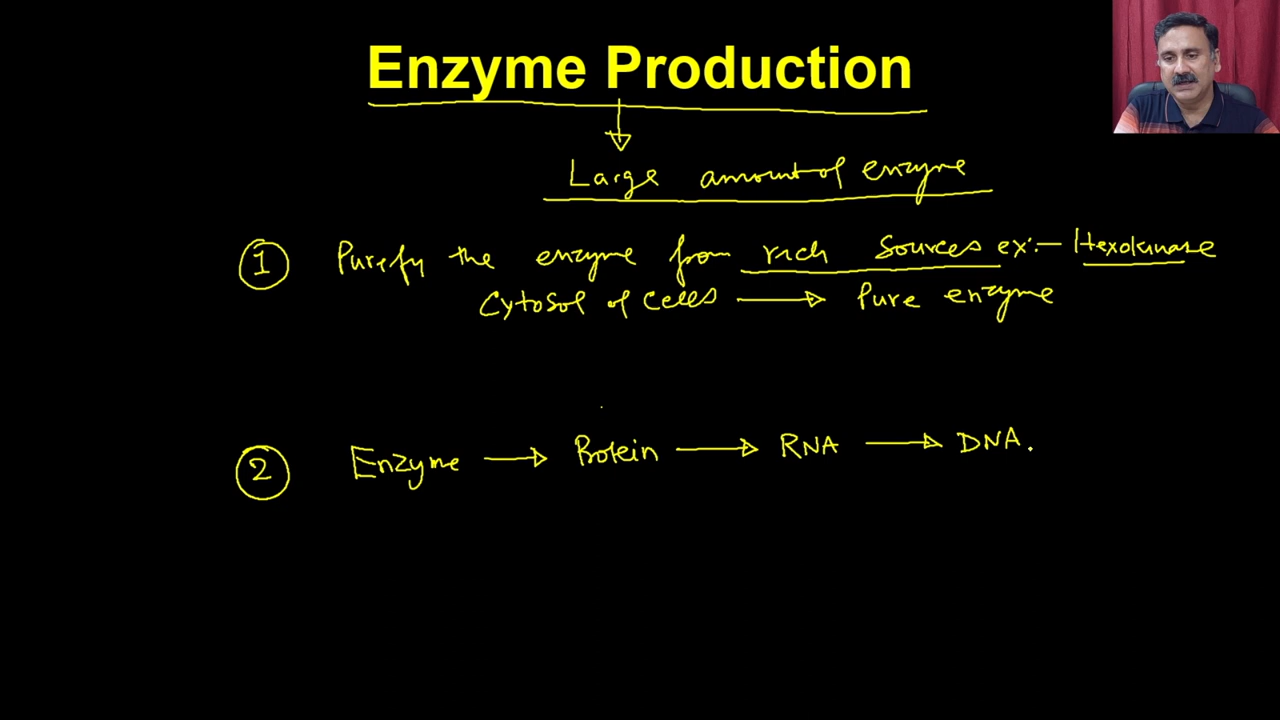 Enzyme Production
Large amount of enzyme
1 Purify the enzyme from rich Sources ex:- Hexokinase
Cytosol of Cells → Pure enzyme
2 Enzyme → Protein → RNA → DNA.